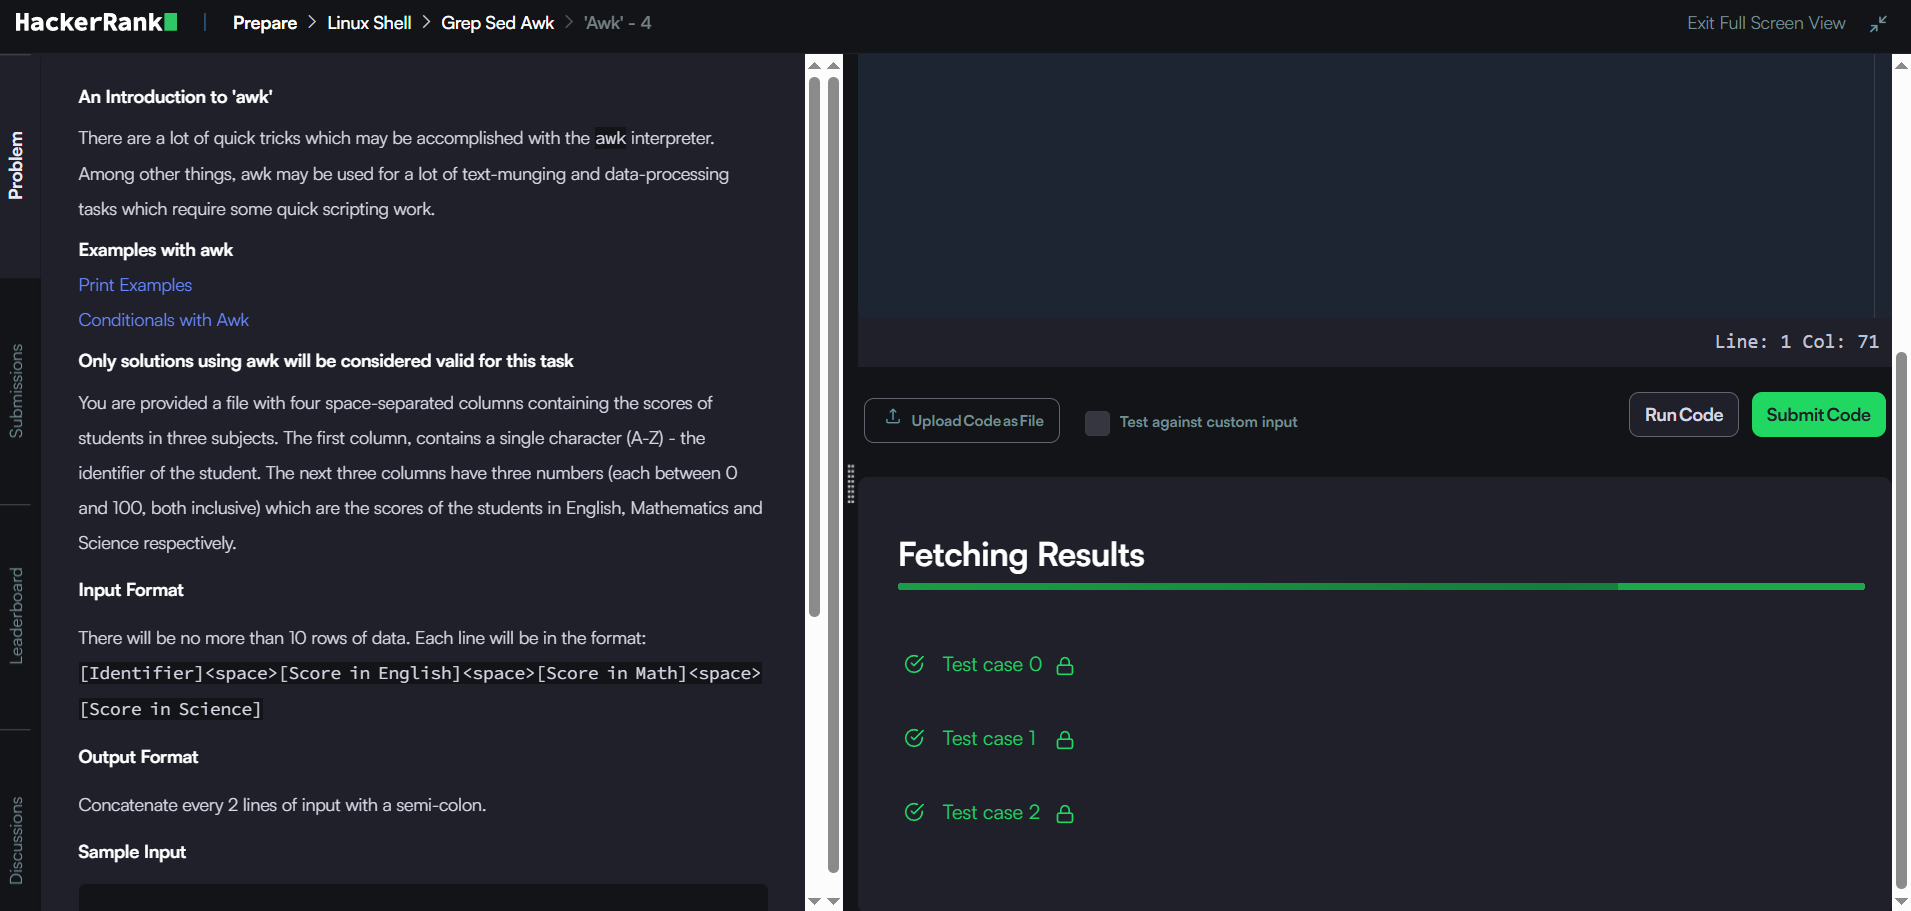 HackerRank
Prepare > Linux Shell > Grep Sed Awk > 'Awk' - 4
Exit Full Screen View
Problem
Submissions
Leaderboard
Discussions
An Introduction to 'awk'
There are a lot of quick tricks which may be accomplished with the awk interpreter.
Among other things, awk may be used for a lot of text-munging and data-processing
tasks which require some quick scripting work.
Examples with awk
Print Examples
Conditionals with Awk
Only solutions using awk will be considered valid for this task
You are provided a file with four space-separated columns containing the scores of
students in three subjects. The first column, contains a single character (A-Z) - the
identifier of the student. The next three columns have three numbers (each between 0
and 100, both inclusive) which are the scores of the students in English, Mathematics and
Science respectively.
Input Format
There will be no more than 10 rows of data. Each line will be in the format:
[Identifier]<space>[Score in English]<space>[Score in Math]<space>
[Score in Science]
Output Format
Concatenate every 2 lines of input with a semi-colon.
Sample Input
Line: 1 Col: 71
Upload Code as File
Test against custom input
Run Code
Submit Code
Fetching Results
Test case 0
Test case 1
Test case 2